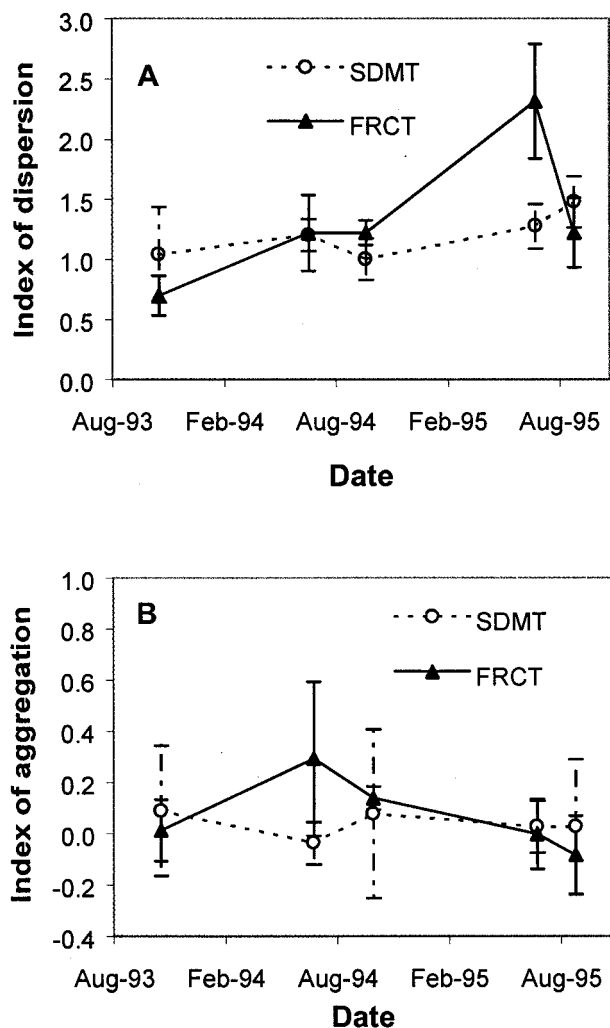 3.0
2.5
2.0
1.5
1.0
0.5
0.0
Index of dispersion
A
SDMT
FRCT
Aug-93 Feb-94 Aug-94 Feb-95 Aug-95
Date
1.0
0.8
0.6
0.4
0.2
0.0
-0.2
-0.4
Index of aggregation
B
SDMT
FRCT
Aug-93 Feb-94 Aug-94 Feb-95 Aug-95
Date